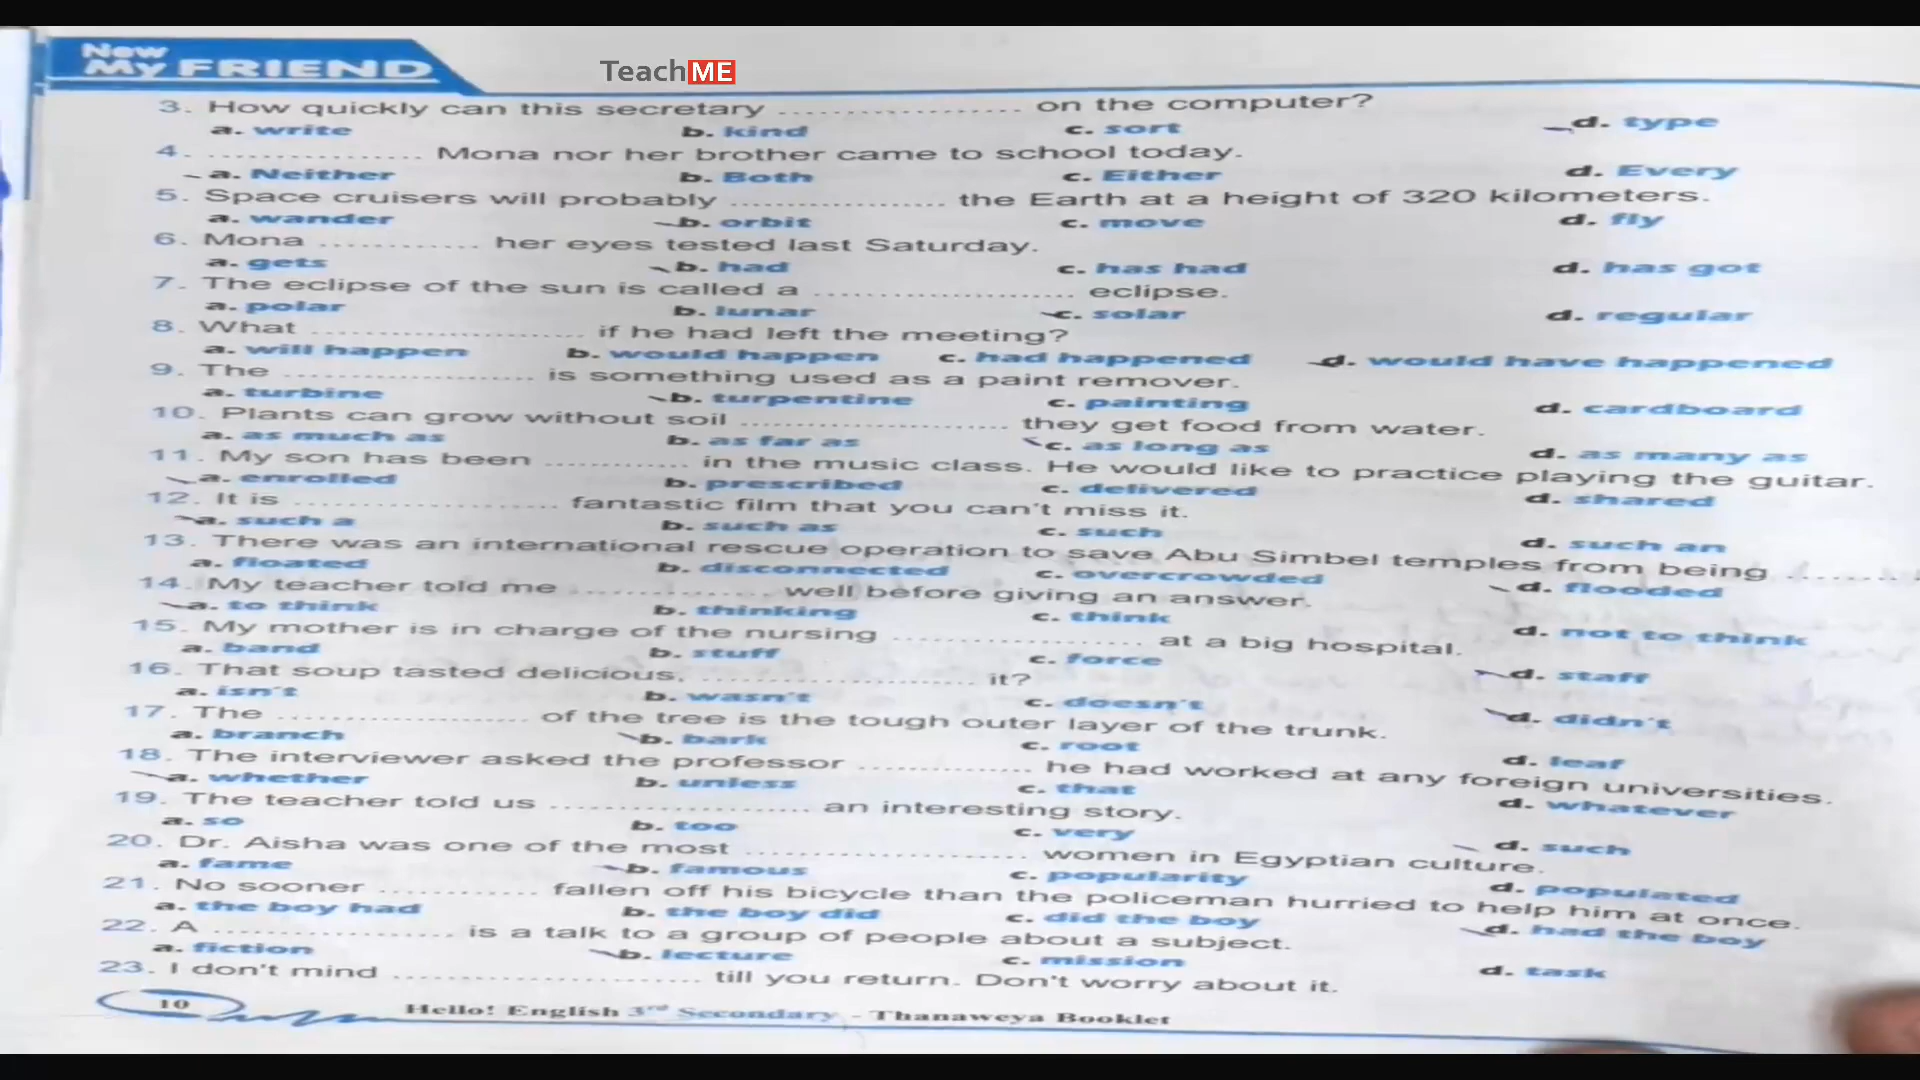 New
My FRIEND
TeachME
3. How quickly can this secretary .................. on the computer?
a. write b. kind c. sort d. type
4. ................ Mona nor her brother came to school today.
a. Neither b. Both c. Either d. Every
5. Space cruisers will probably .................. the Earth at a height of 320 kilometers.
a. wander b. orbit c. move d. fly
6. Mona ............ her eyes tested last Saturday.
a. gets b. had c. has had d. has got
7. The eclipse of the sun is called a ...................... eclipse.
a. polar b. lunar c. solar d. regular
8. What ....................... if he had left the meeting?
a. will happen b. would happen c. had happened d. would have happened
9. The ..................... is something used as a paint remover.
a. turbine b. turpentine c. painting d. cardboard
10. Plants can grow without soil ....................... they get food from water.
a. as much as b. as far as c. as long as d. as many as
11. My son has been ............ in the music class. He would like to practice playing the guitar.
a. enrolled b. prescribed c. delivered d. shared
12. It is ...................... fantastic film that you can't miss it.
a. such a b. such as c. such d. such an
13. There was an international rescue operation to save Abu Simbel temples from being ..........
a. floated b. disconnected c. overcrowded d. flooded
14. My teacher told me ................ well before giving an answer.
a. to think b. thinking c. think d. not to think
15. My mother is in charge of the nursing ..................... at a big hospital.
a. band b. stuff c. force d. staff
16. That soup tasted delicious, ....................... it?
a. isn't b. wasn't c. doesn't d. didn't
17. The ..................... of the tree is the tough outer layer of the trunk.
a. branch b. bark c. root d. leaf
18. The interviewer asked the professor .............. he had worked at any foreign universities.
a. whether b. unless c. that d. whatever
19. The teacher told us ...................... an interesting story.
a. so b. too c. very d. such
20. Dr. Aisha was one of the most ........................ women in Egyptian culture.
a. fame b. famous c. popularity d. populated
21. No sooner ............. fallen off his bicycle than the policeman hurried to help him at once.
a. the boy had b. the boy did c. did the boy d. had the boy
22. A .................... is a talk to a group of people about a subject.
a. fiction b. lecture c. mission d. task
23. I don't mind .......................... till you return. Don't worry about it.
10 Hello! English 3rd Secondary - Thanaweya Booklet